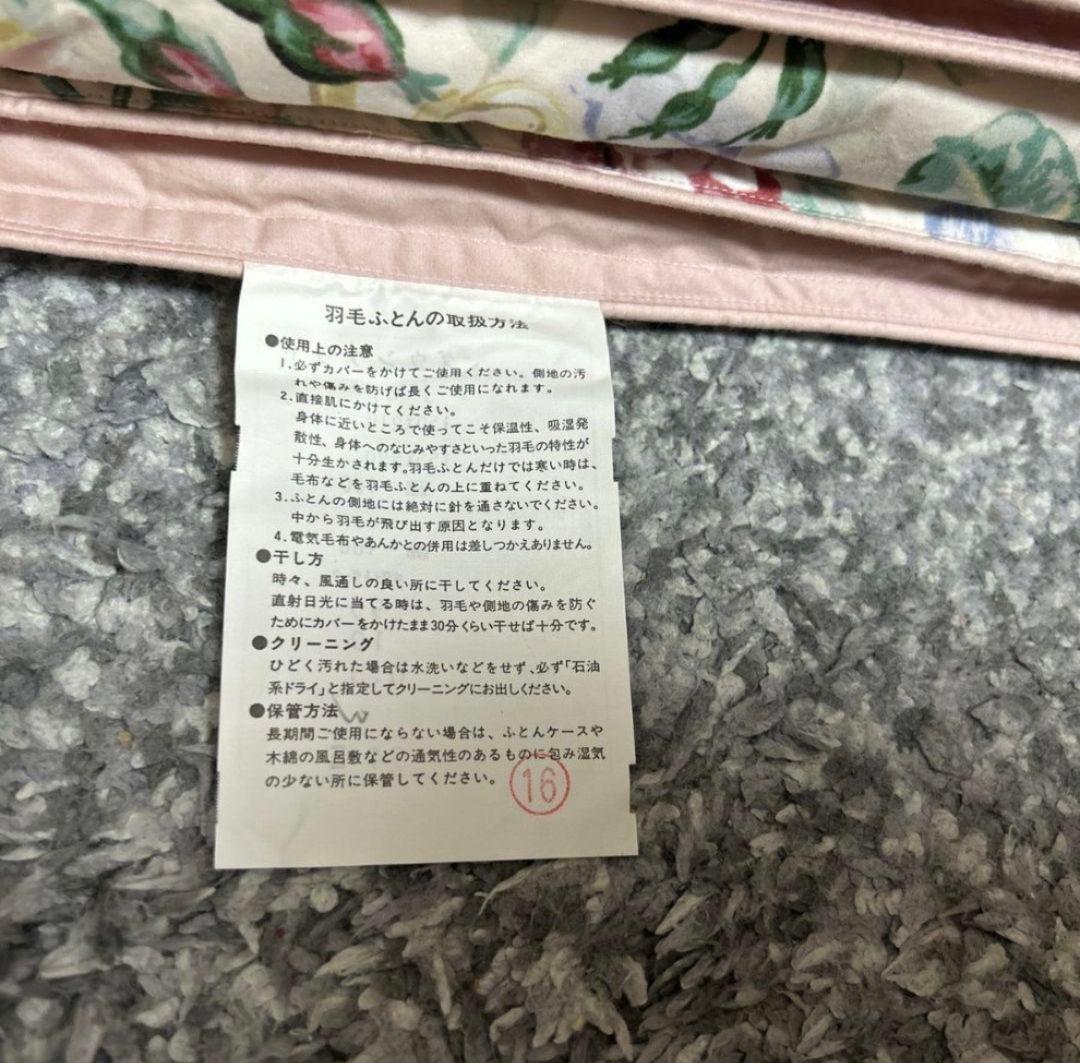 羽毛ふとんの取扱方法
●使用上の注意
1.必ずカバーをかけてご使用ください。側地の汚
れや傷みを防げば長くご使用になれます。
2.直接肌にかけてください。
身体に近いところで使ってこそ保温性、吸湿発
散性、身体へのなじみやすさといった羽毛の特性が
十分生かされます。羽毛ふとんだけでは寒い時は、
毛布などを羽毛ふとんの上に重ねてください。
3.ふとんの側地には絶対に針を通さないでください。
中から羽毛が飛び出す原因となります。
4.電気毛布やあんかとの併用は差しつかえありません。
●干し方
時々、風通しの良い所に干してください。
直射日光に当てる時は、羽毛や側地の傷みを防ぐ
ためにカバーをかけたまま30分くらい干せば十分です。
●クリーニング
ひどく汚れた場合は水洗いなどをせず、必ず「石油
系ドライ」と指定してクリーニングにお出しください。
●保管方法
長期間ご使用にならない場合は、ふとんケースや
木綿の風呂敷などの通気性のあるものに包み湿気
の少ない所に保管してください。
16